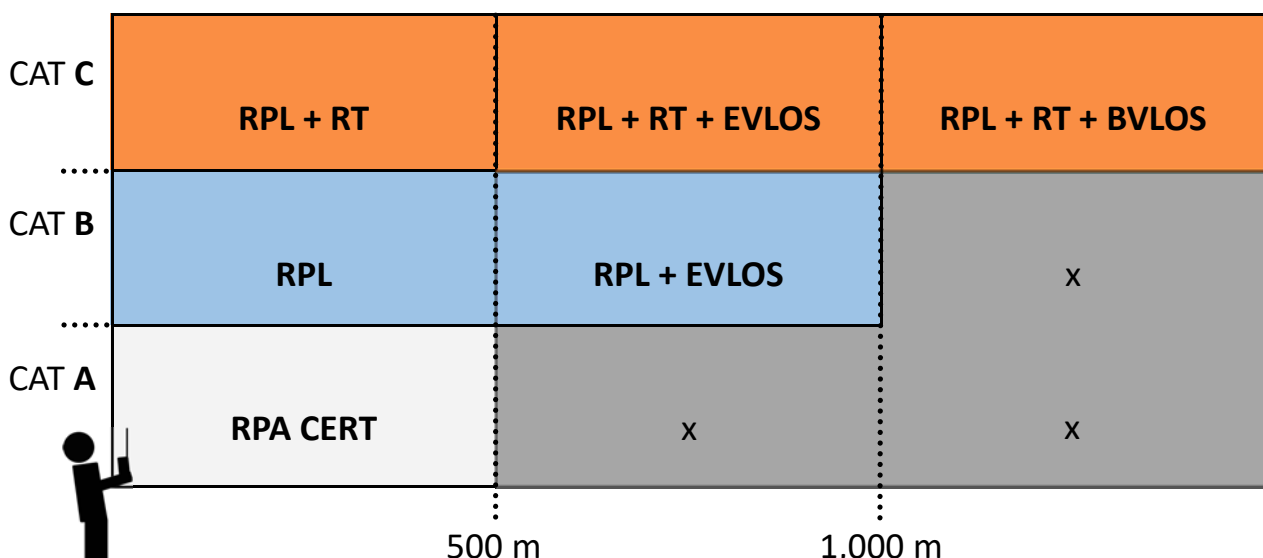 CAT C
RPL + RT
RPL + RT + EVLOS
RPL + RT + BVLOS
CAT B
RPL
RPL + EVLOS
x
CAT A
RPA CERT
x
x
500 m
1,000 m